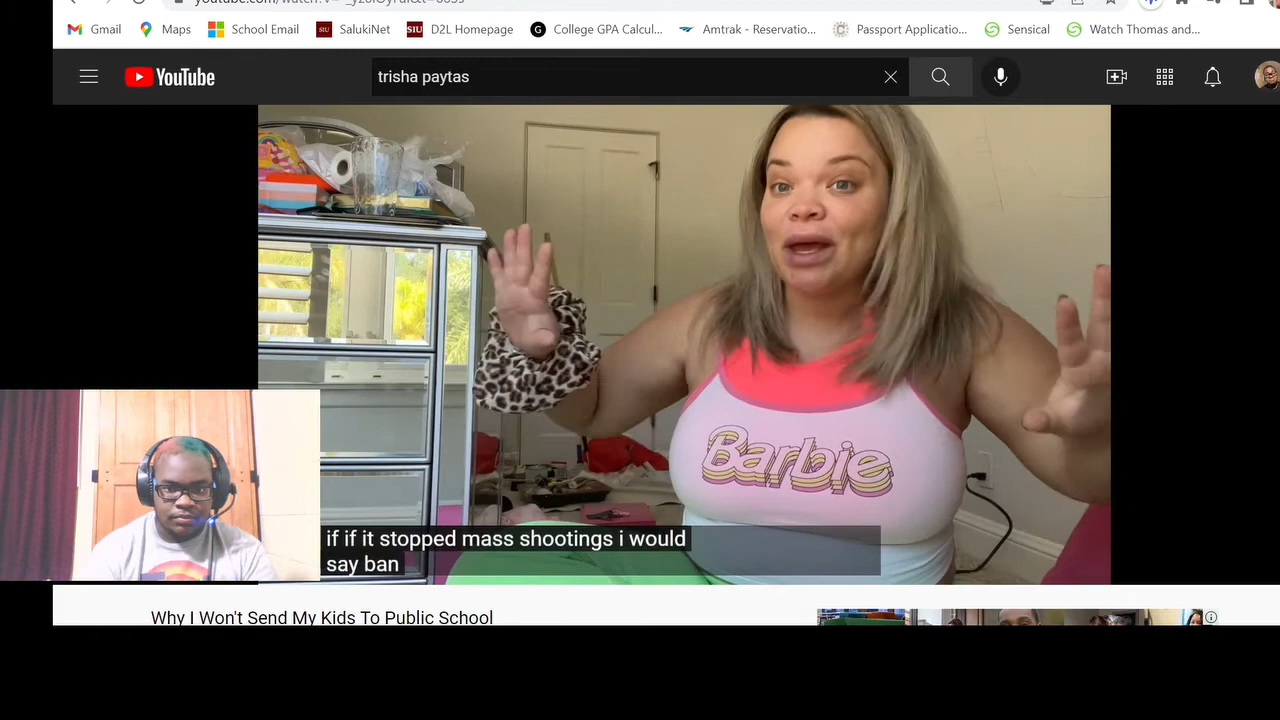 Gmail
Maps
School Email
SalukiNet
D2L Homepage
College GPA Calcul...
Amtrak - Reservatio...
Passport Applicatio...
Sensical
Watch Thomas and...
YouTube
trisha paytas
Barbie
if if it stopped mass shootings i would
say ban
Why I Won't Send My Kids To Public School